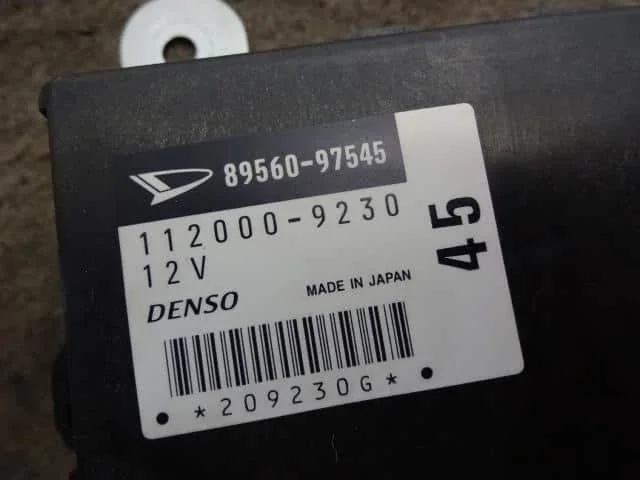 89560-97545
112000-9230
12V
45
DENSO
MADE IN JAPAN
*209230G*